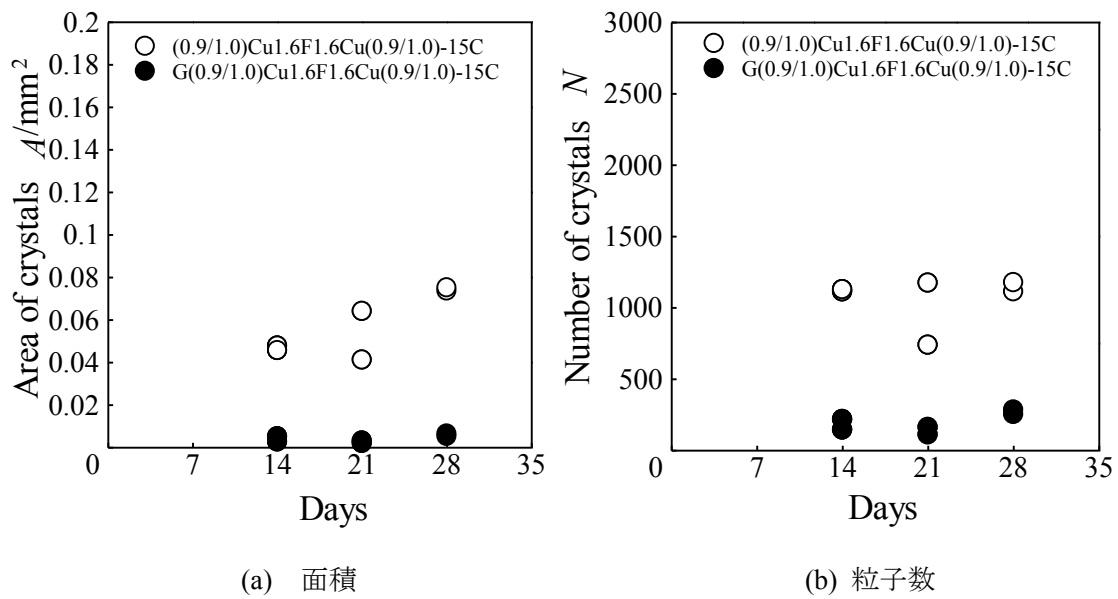 0.2
0.18
0.16
0.14
0.12
0.1
0.08
0.06
0.04
0.02
0
Area of crystals A/mm²
(0.9/1.0)Cu1.6F1.6Cu(0.9/1.0)-15C
G(0.9/1.0)Cu1.6F1.6Cu(0.9/1.0)-15C
7 14 21 28 35
Days
(a) 面積
3000
2500
2000
1500
1000
500
0
Number of crystals N
(0.9/1.0)Cu1.6F1.6Cu(0.9/1.0)-15C
G(0.9/1.0)Cu1.6F1.6Cu(0.9/1.0)-15C
7 14 21 28 35
Days
(b) 粒子数